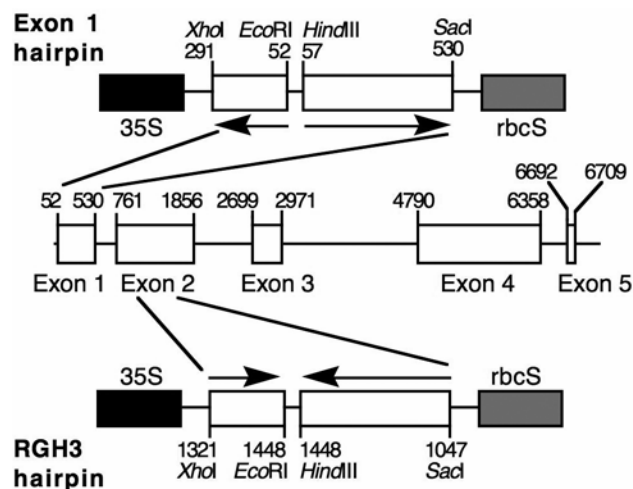 Exon 1
hairpin
XhoI EcoRI HindIII SacI
291 52 57 530
35S rbcS
52 530 761 1856 2699 2971 4790 6358 6692 6709
Exon 1 Exon 2 Exon 3 Exon 4 Exon 5
35S rbcS
1321 1448 1448 1047
XhoI EcoRI HindIII SacI
RGH3
hairpin